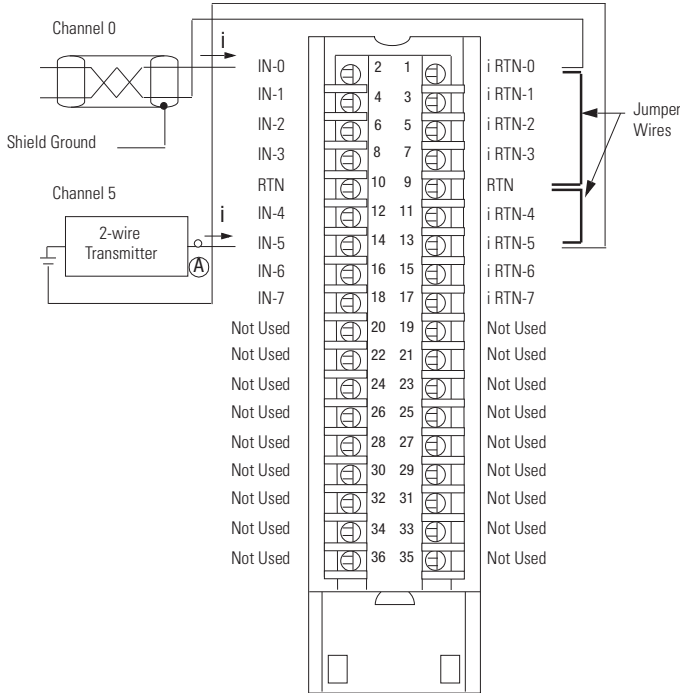 Channel 0
i
Shield Ground
Channel 5
2-wire
Transmitter
i
A
Jumper
Wires
IN-0 2 1 i RTN-0
IN-1 4 3 i RTN-1
IN-2 6 5 i RTN-2
IN-3 8 7 i RTN-3
RTN 10 9 RTN
IN-4 12 11 i RTN-4
IN-5 14 13 i RTN-5
IN-6 16 15 i RTN-6
IN-7 18 17 i RTN-7
Not Used 20 19 Not Used
Not Used 22 21 Not Used
Not Used 24 23 Not Used
Not Used 26 25 Not Used
Not Used 28 27 Not Used
Not Used 30 29 Not Used
Not Used 32 31 Not Used
Not Used 34 33 Not Used
Not Used 36 35 Not Used